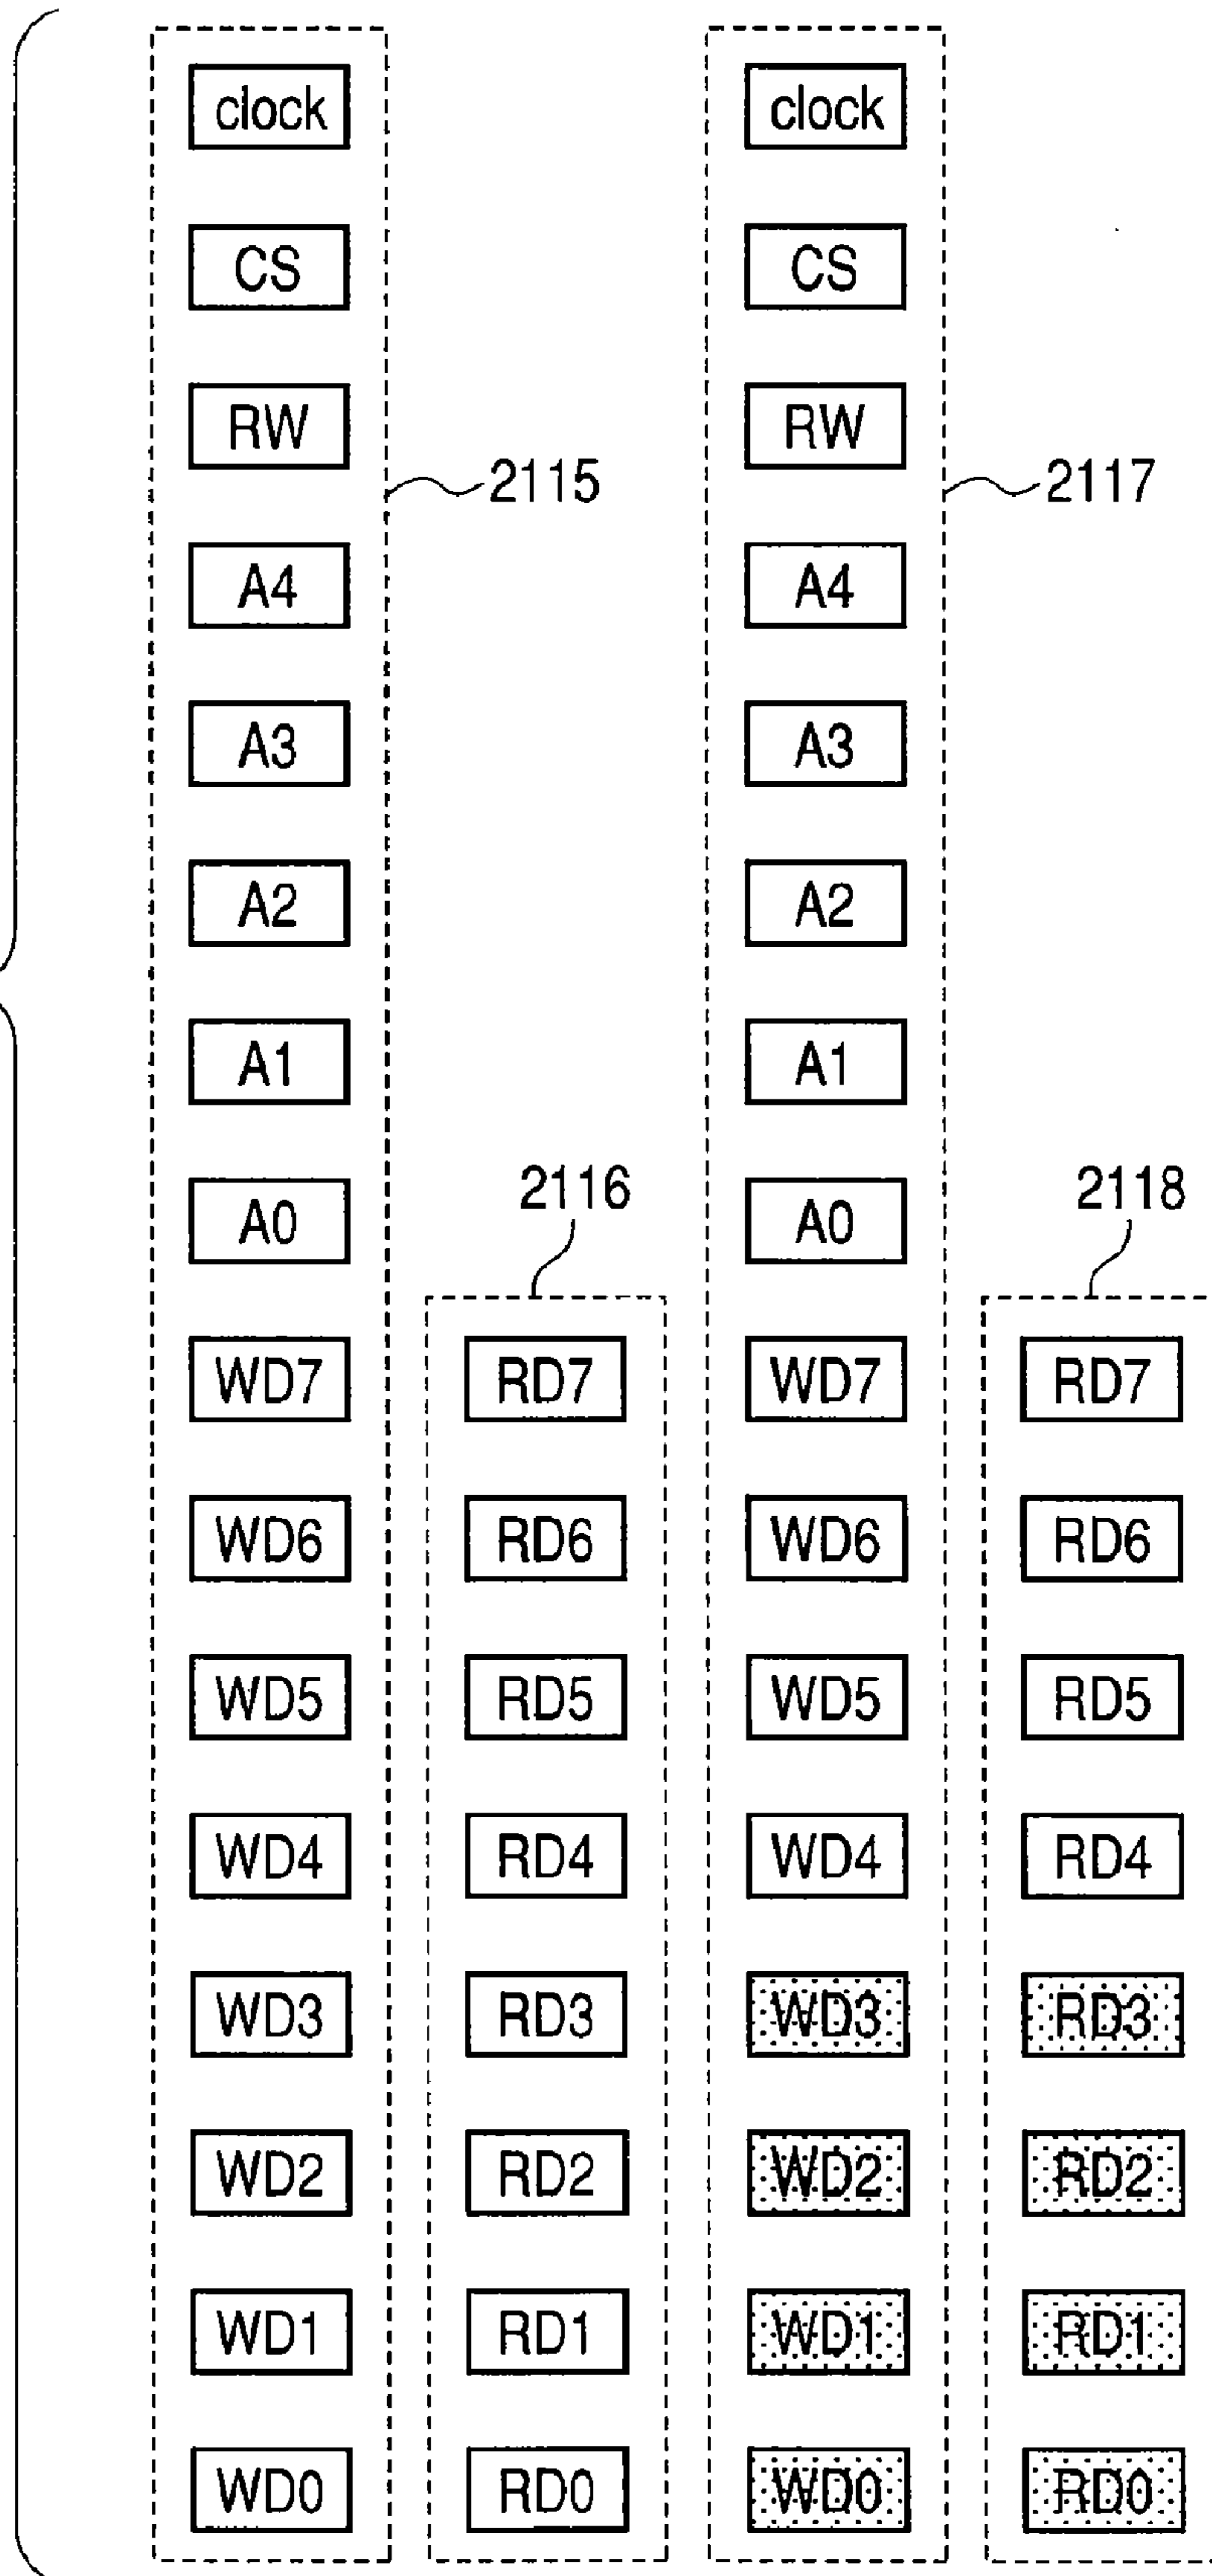 clock clock
CS CS
RW RW
2115 2117
A4 A4
A3 A3
A2 A2
A1 A1
2116 2118
A0 A0
WD7 RD7 WD7 RD7
WD6 RD6 WD6 RD6
WD5 RD5 WD5 RD5
WD4 RD4 WD4 RD4
WD3 RD3 WD3 RD3
WD2 RD2 WD2 RD2
WD1 RD1 WD1 RD1
WD0 RD0 WD0 RD0